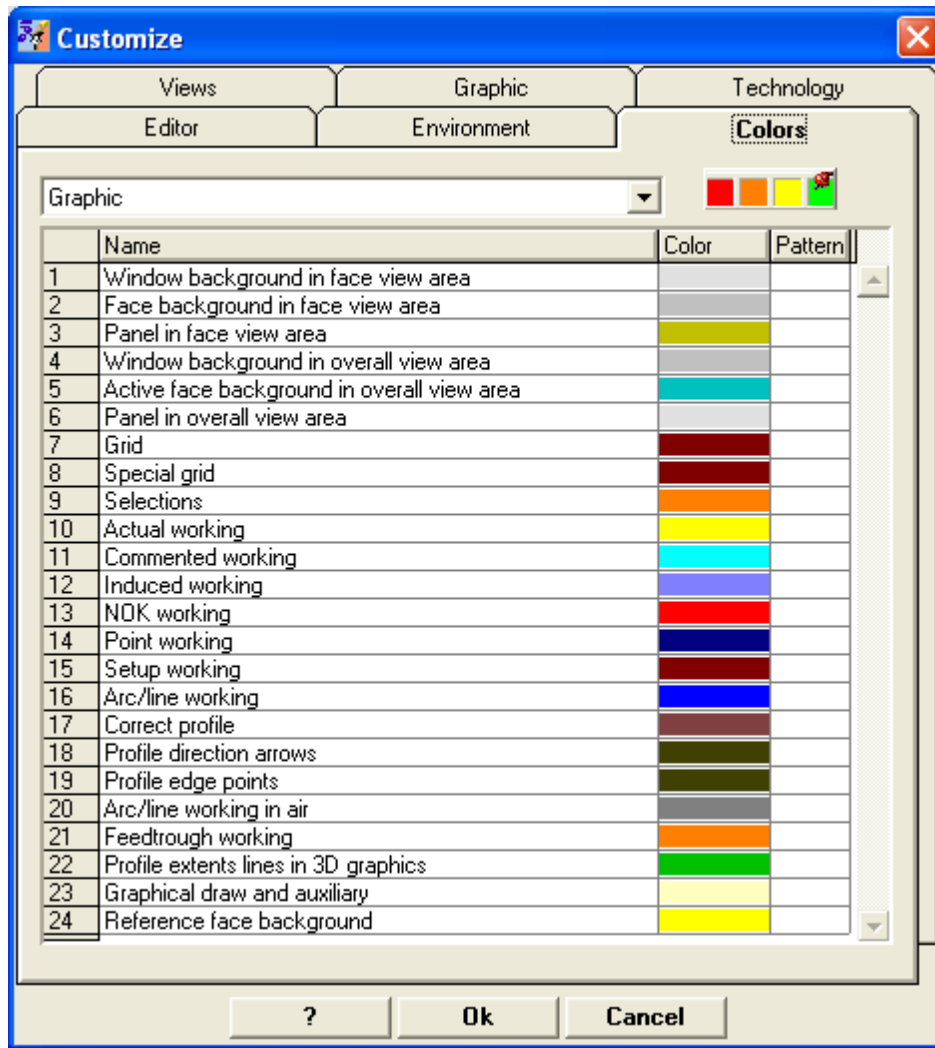 Customize
Views Graphic Technology
Editor Environment Colors
Graphic
Name Color Pattern
1 Window background in face view area
2 Face background in face view area
3 Panel in face view area
4 Window background in overall view area
5 Active face background in overall view area
6 Panel in overall view area
7 Grid
8 Special grid
9 Selections
10 Actual working
11 Commented working
12 Induced working
13 NOK working
14 Point working
15 Setup working
16 Arc/line working
17 Correct profile
18 Profile direction arrows
19 Profile edge points
20 Arc/line working in air
21 Feedtrough working
22 Profile extents lines in 3D graphics
23 Graphical draw and auxiliary
24 Reference face background
? Ok Cancel